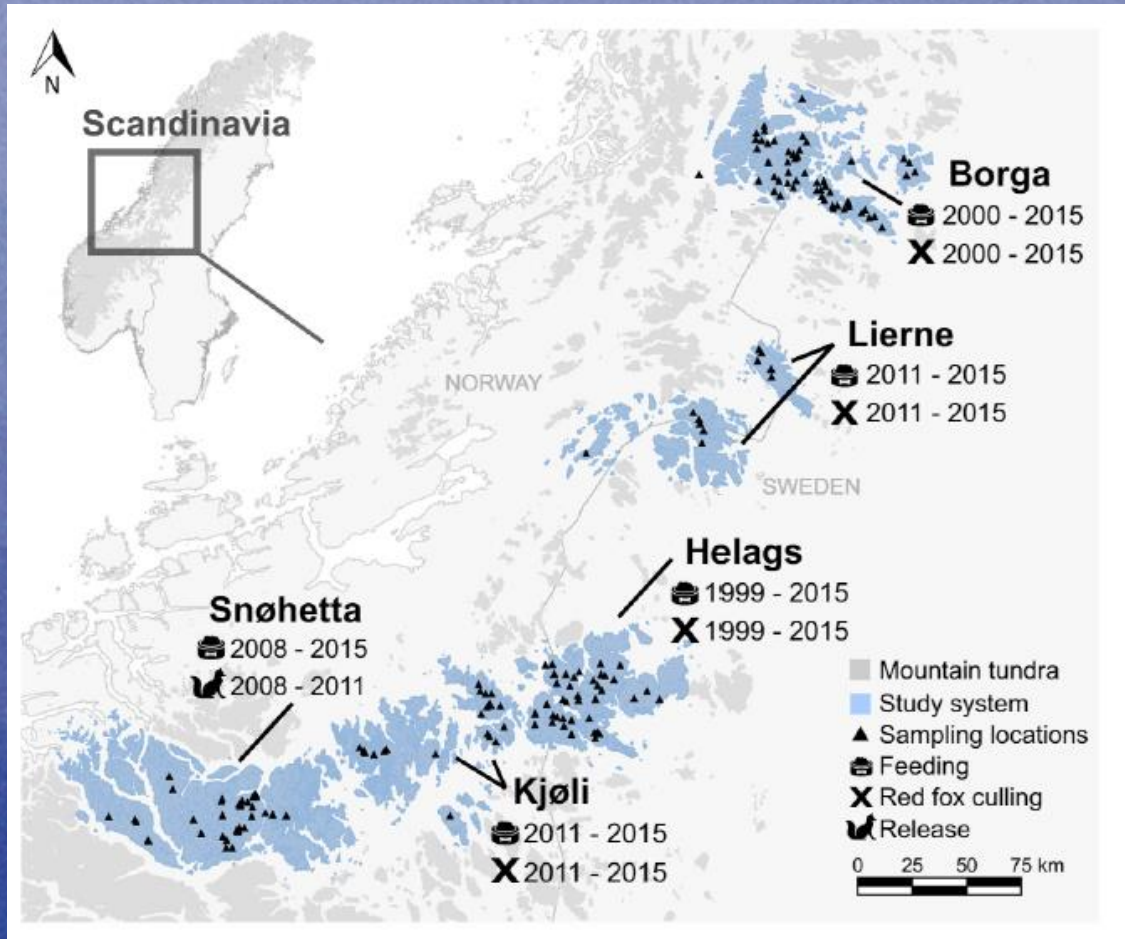 N
Scandinavia
Borga
2000 - 2015
2000 - 2015
Lierne
2011 - 2015
2011 - 2015
NORWAY
SWEDEN
Helags
1999 - 2015
1999 - 2015
Snøhetta
2008 - 2015
2008 - 2011
Kjøli
2011 - 2015
2011 - 2015
Mountain tundra
Study system
Sampling locations
Feeding
Red fox culling
Release
0 25 50 75 km